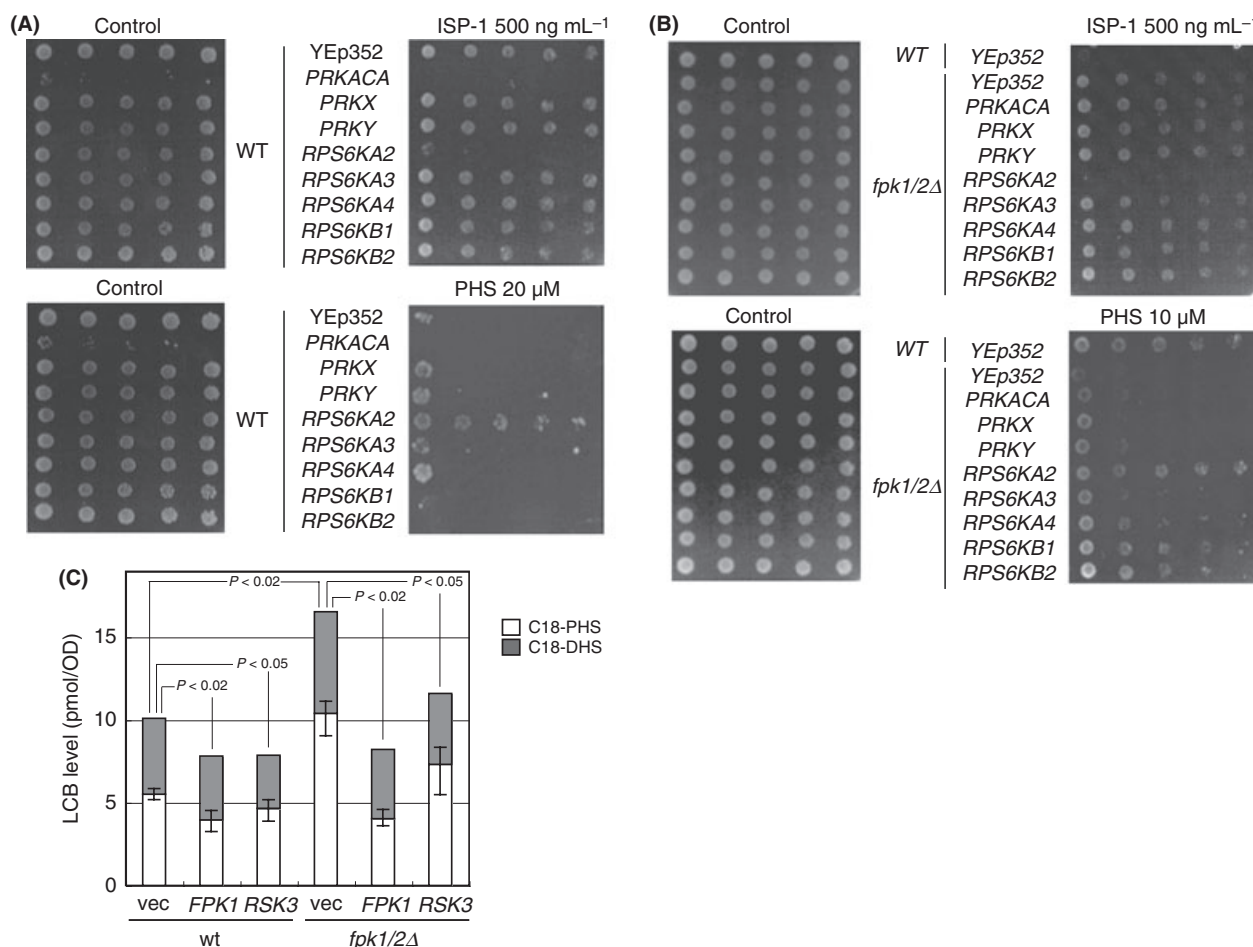 (A)
Control
ISP-1 500 ng mL⁻¹
WT
YEp352
PRKACA
PRKX
PRKY
RPS6KA2
RPS6KA3
RPS6KA4
RPS6KB1
RPS6KB2
Control
PHS 20 µM
WT
YEp352
PRKACA
PRKX
PRKY
RPS6KA2
RPS6KA3
RPS6KA4
RPS6KB1
RPS6KB2
(B)
Control
ISP-1 500 ng mL⁻¹
WT
YEp352
fpk1/2Δ
YEp352
PRKACA
PRKX
PRKY
RPS6KA2
RPS6KA3
RPS6KA4
RPS6KB1
RPS6KB2
Control
PHS 10 µM
WT
YEp352
fpk1/2Δ
YEp352
PRKACA
PRKX
PRKY
RPS6KA2
RPS6KA3
RPS6KA4
RPS6KB1
RPS6KB2
(C)
LCB level (pmol/OD)
15
10
5
0
P < 0.02
P < 0.05
P < 0.02
P < 0.05
P < 0.02
C18-PHS
C18-DHS
vec FPK1 RSK3 vec FPK1 RSK3
wt fpk1/2Δ